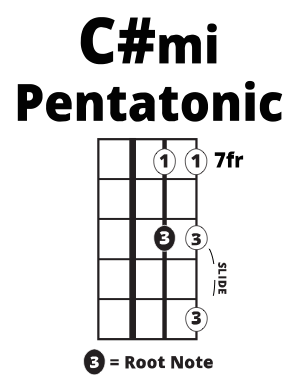 C#mi
Pentatonic
1 1 7fr
3 3
SLIDE
3
3 = Root Note